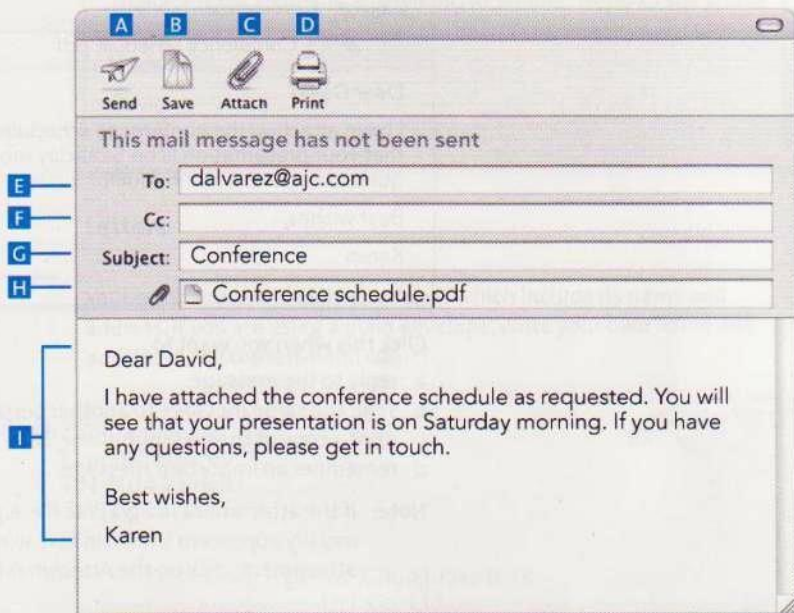 A B C D
Send Save Attach Print
This mail message has not been sent
E To: dalvarez@ajc.com
F Cc:
G Subject: Conference
H Conference schedule.pdf
Dear David,
I have attached the conference schedule as requested. You will
see that your presentation is on Saturday morning. If you have
I any questions, please get in touch.
Best wishes,
Karen